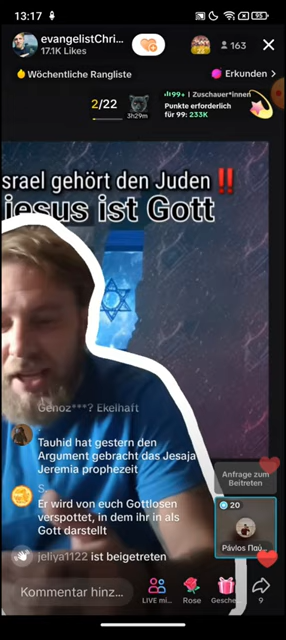 13:17
95
evangelistChri...
17.1K Likes
163
Wöchentliche Rangliste
Erkunden >
2/22
3h29m
99+ | Zuschauer*innen
Punkte erforderlich
für 99: 233K
srael gehört den Juden ‼️
jesus ist Gott
Genoz***? Ekelhaft
Tauhid hat gestern den
Argument gebracht das Jesaja
Jeremia prophezeit
S.
Er wird von euch Gottlosen
verspottet, in dem ihr in als
Gott darstellt
jeliya1122 ist beigetreten
Anfrage zum
Beitreten
20
Pávlos Παύ...
Kommentar hinz...
LIVE mi...
Rose
Gesche...
9